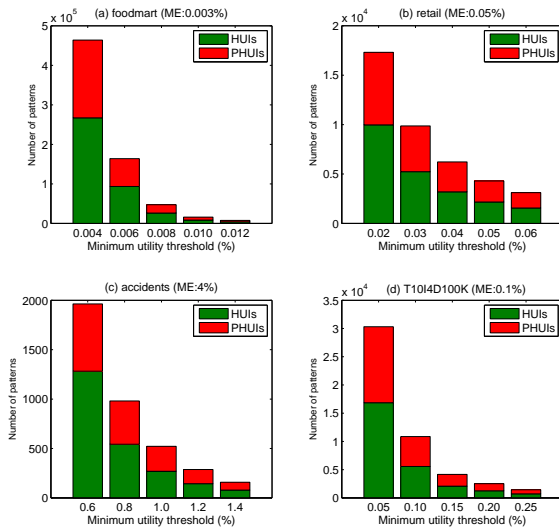 (a) foodmart (ME:0.003%)
x 10^5
5
4
3
2
1
0
Number of patterns
HUIs
PHUIs
0.004 0.006 0.008 0.010 0.012
Minimum utility threshold (%)
(b) retail (ME:0.05%)
x 10^4
2
1.5
1
0.5
0
Number of patterns
HUIs
PHUIs
0.02 0.03 0.04 0.05 0.06
Minimum utility threshold (%)
(c) accidents (ME:4%)
2000
1500
1000
500
0
Number of patterns
HUIs
PHUIs
0.6 0.8 1.0 1.2 1.4
Minimum utility threshold (%)
(d) T10I4D100K (ME:0.1%)
x 10^4
3.5
3
2.5
2
1.5
1
0.5
0
Number of patterns
HUIs
PHUIs
0.05 0.10 0.15 0.20 0.25
Minimum utility threshold (%)